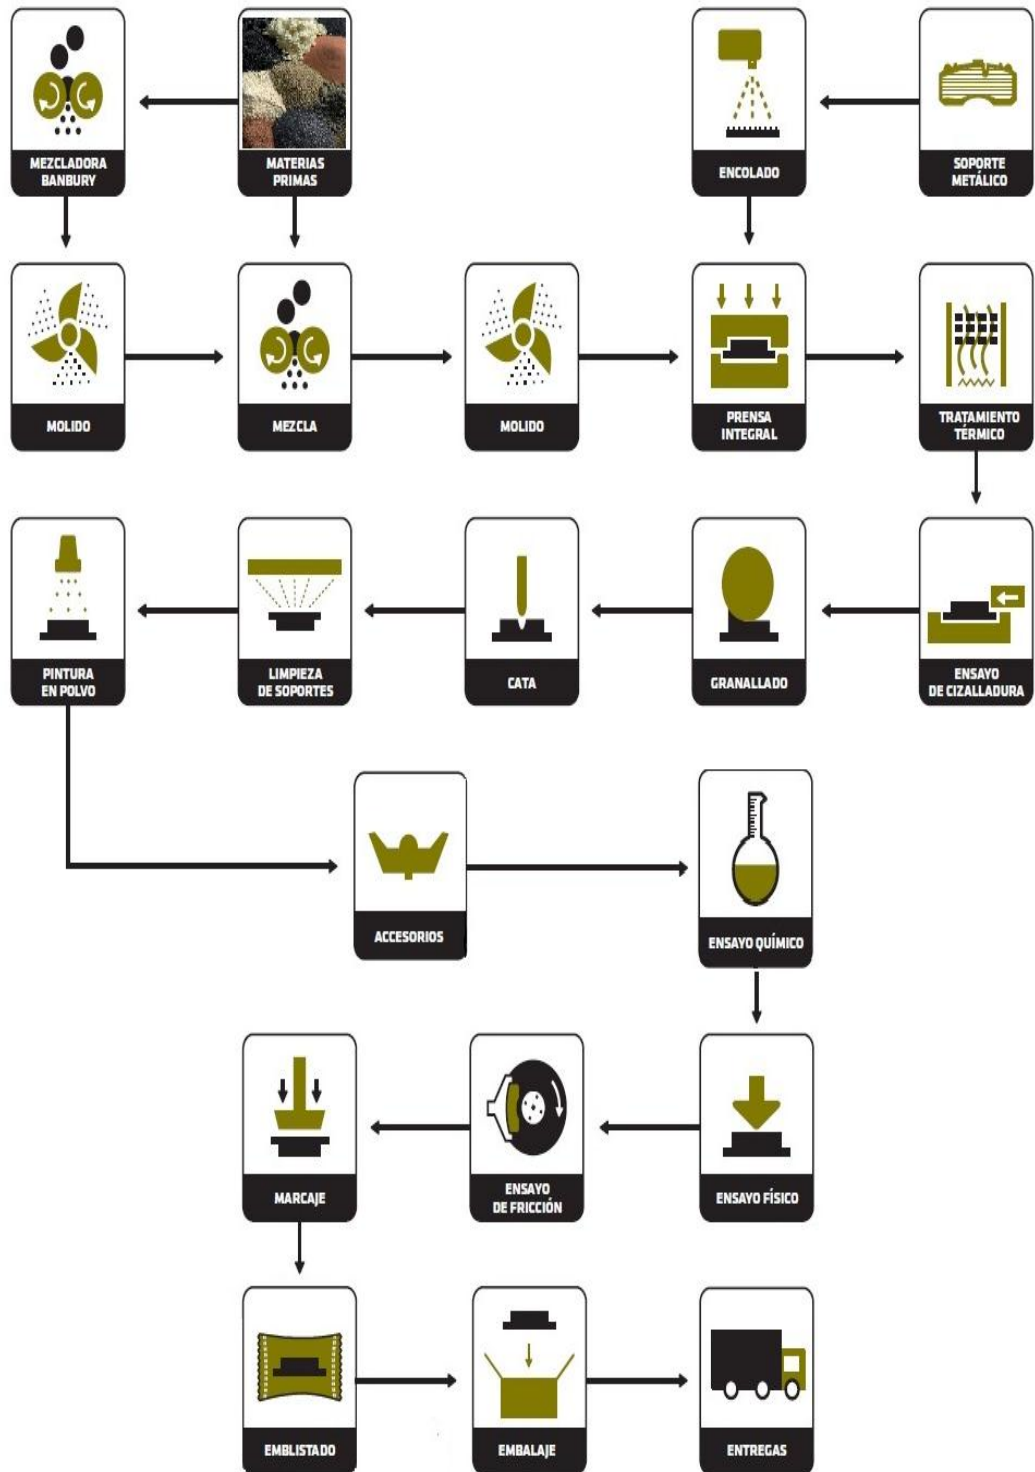 MEZCLADORA
BANBURY
MATERIAS
PRIMAS
ENCOLADO
SOPORTE
METÁLICO
MOLIDO
MEZCLA
MOLIDO
PRENSA
INTEGRAL
TRATAMIENTO
TÉRMICO
PINTURA
EN POLVO
LIMPIEZA
DE SOPORTES
CATA
GRANALLADO
ENSAYO
DE CIZALLADURA
ACCESORIOS
ENSAYO QUÍMICO
MARCAJE
ENSAYO
DE FRICCIÓN
ENSAYO FÍSICO
EMBLISTADO
EMBALAJE
ENTREGAS